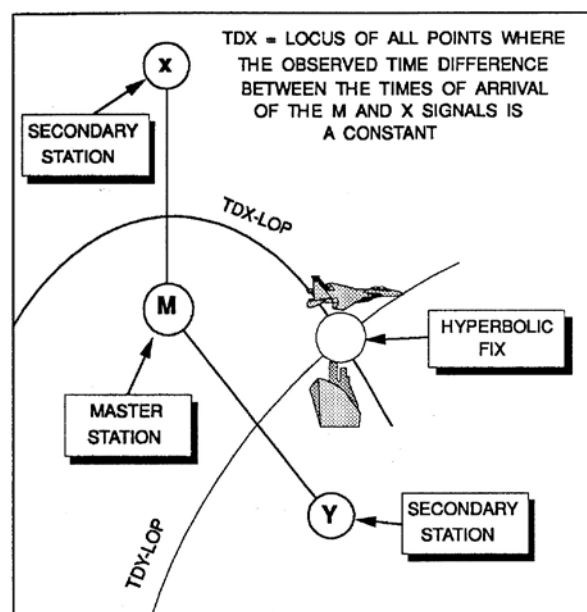 TDX = LOCUS OF ALL POINTS WHERE
THE OBSERVED TIME DIFFERENCE
BETWEEN THE TIMES OF ARRIVAL
OF THE M AND X SIGNALS IS
A CONSTANT
X
SECONDARY
STATION
TDX-LOP
M
HYPERBOLIC
FIX
MASTER
STATION
Y
SECONDARY
STATION
TDY-LOP